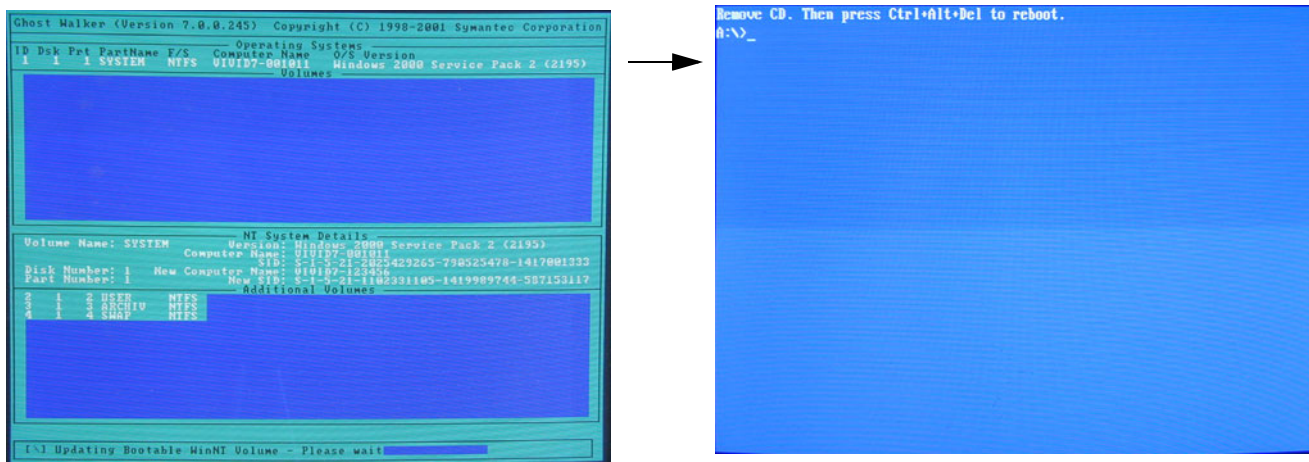 Ghost Walker (Version 7.0.0.245) Copyright (C) 1998-2001 Symantec Corporation
Operating Systems
ID Dsk Prt PartName F/S Computer Name O/S Version
1 1 1 SYSTEM NTFS VIVID7-001011 Windows 2000 Service Pack 2 (2195)
Volumes
NT System Details
Volume Name: SYSTEM Version: Windows 2000 Service Pack 2 (2195)
Computer Name: VIVID7-001011
SID: S-1-5-21-2025429265-790525478-1417001333
Disk Number: 1 New Computer Name: VIVID7-123456
Part Number: 1 New SID: S-1-5-21-1102331105-1419989744-587153117
Additional Volumes
2 1 2 USER NTFS
3 1 3 ARCHIV NTFS
4 1 4 SWAP NTFS
[\] Updating Bootable WinNT Volume - Please wait
Remove CD. Then press Ctrl+Alt+Del to reboot.
A:\>_